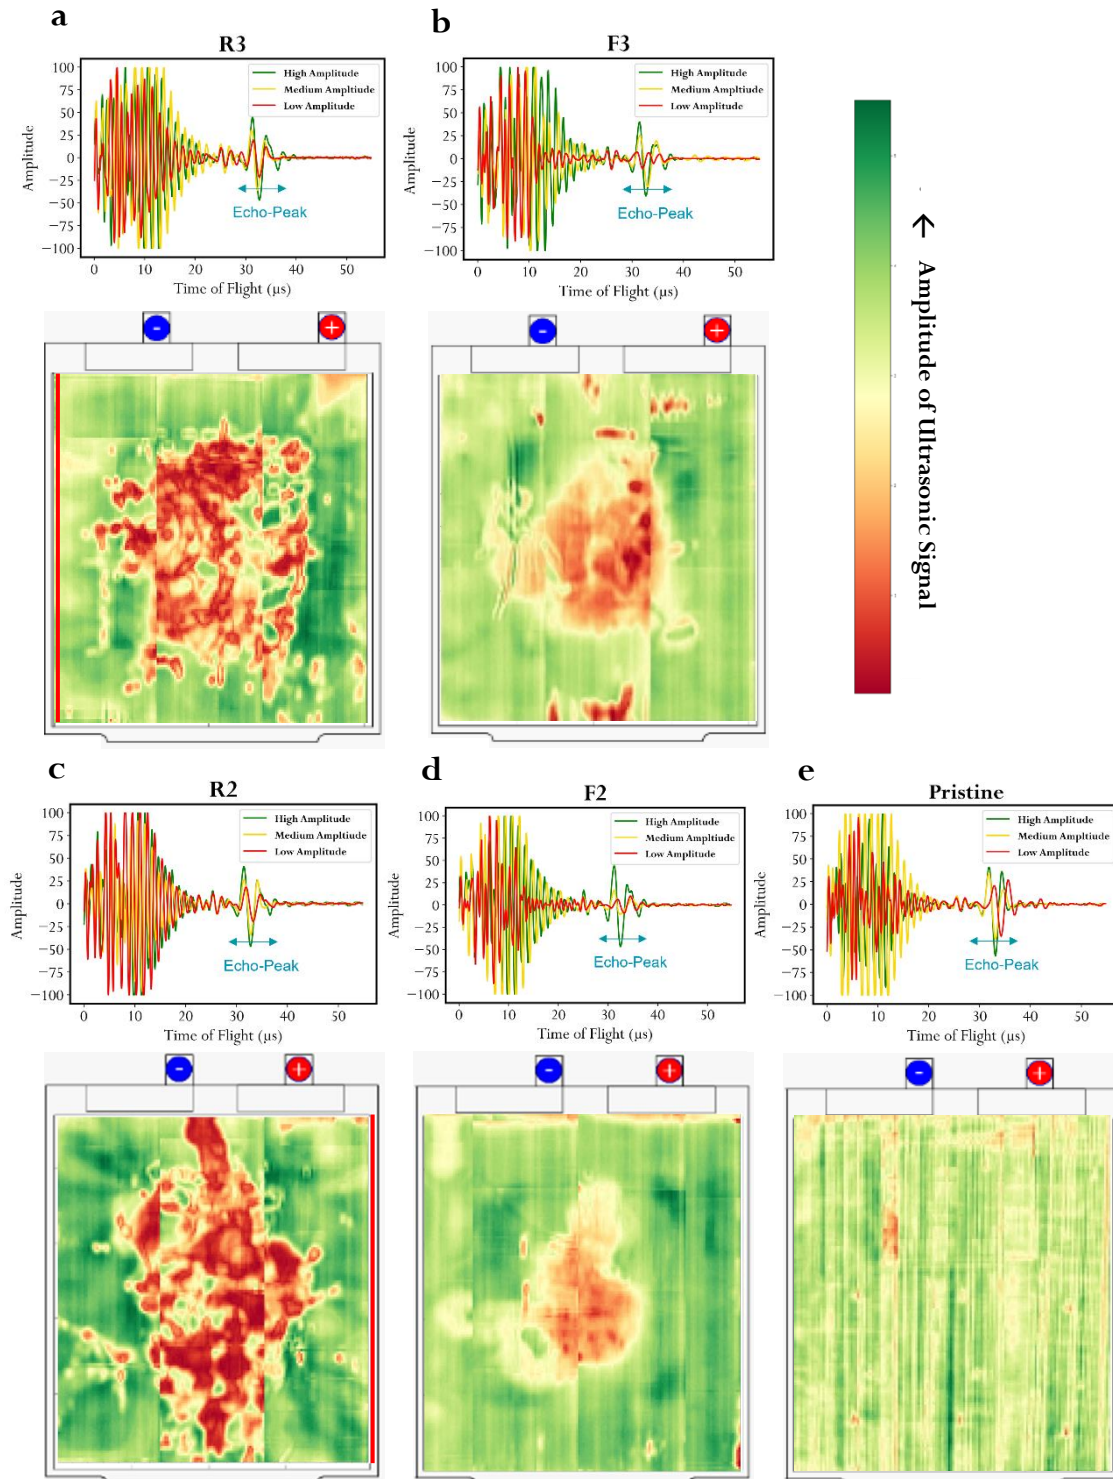 a
R3
100
75
50
25
0
−25
−50
−75
−100
Amplitude
High Amplitude
Medium Ampltiude
Low Amplitude
Echo-Peak
0 10 20 30 40 50
Time of Flight (µs)
- +
b
F3
100
75
50
25
0
−25
−50
−75
−100
Amplitude
High Amplitude
Medium Ampltiude
Low Amplitude
Echo-Peak
0 10 20 30 40 50
Time of Flight (µs)
- +
Amplitude of Ultrasonic Signal →
c
R2
100
75
50
25
0
−25
−50
−75
−100
Amplitude
High Amplitude
Medium Ampltiude
Low Amplitude
Echo-Peak
0 10 20 30 40 50
Time of Flight (µs)
- +
d
F2
100
75
50
25
0
−25
−50
−75
−100
Amplitude
High Amplitude
Medium Ampltiude
Low Amplitude
Echo-Peak
0 10 20 30 40 50
Time of Flight (µs)
- +
e
Pristine
100
75
50
25
0
−25
−50
−75
−100
Amplitude
High Amplitude
Medium Ampltiude
Low Amplitude
Echo-Peak
0 10 20 30 40 50
Time of Flight (µs)
- +